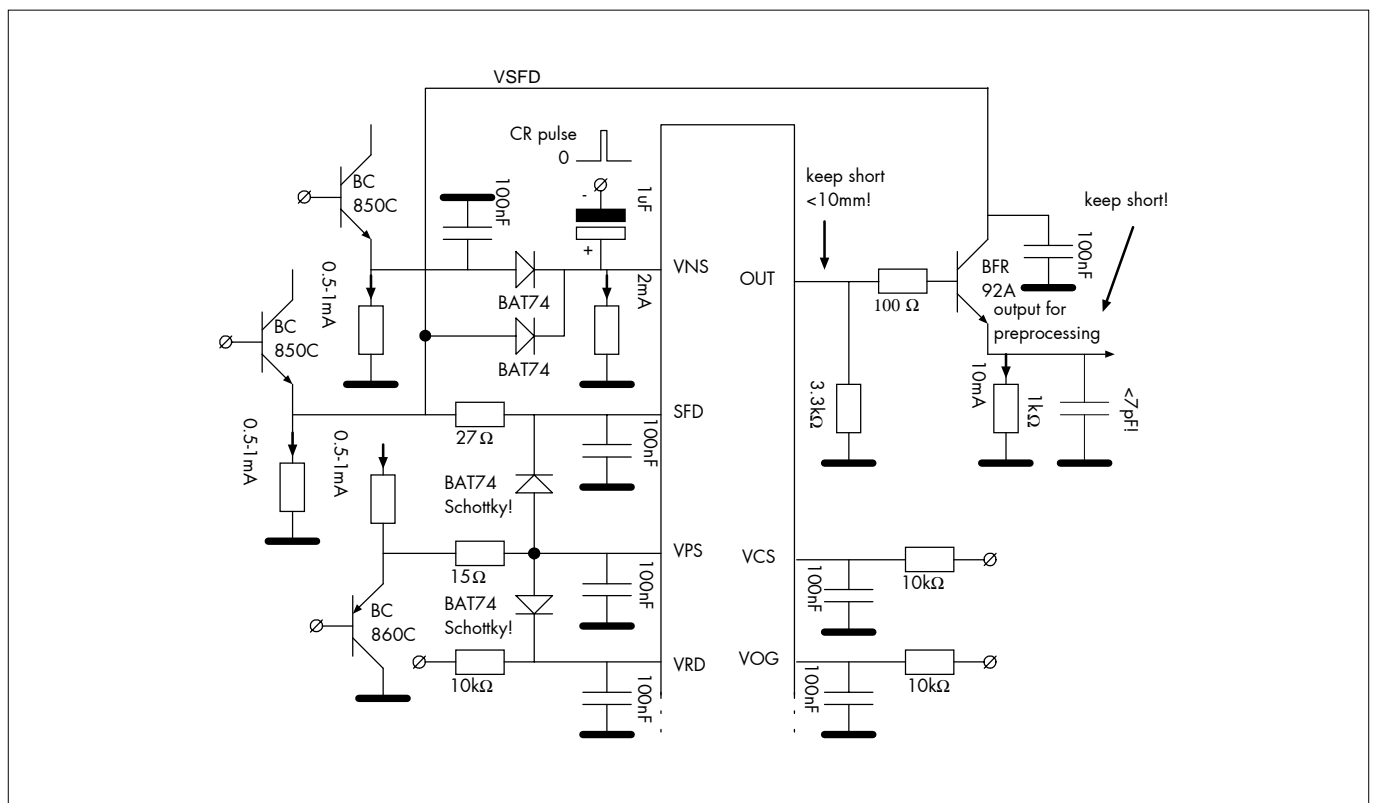 VSFD
CR pulse
0
BC
850C
100nF
-
1uF
+
keep short
<10mm!
keep short!
VNS
OUT
0.5-1mA
BAT74
2mA
100 Ω
BFR
92A
100nF
output for
preprocessing
BC
850C
BAT74
3.3kΩ
10mA
1kΩ
<7pF!
SFD
27Ω
100nF
0.5-1mA
0.5-1mA
BAT74
Schottky!
VPS
VCS
15Ω
100nF
100nF
10kΩ
BC
860C
BAT74
Schottky!
VRD
VOG
10kΩ
100nF
100nF
10kΩ